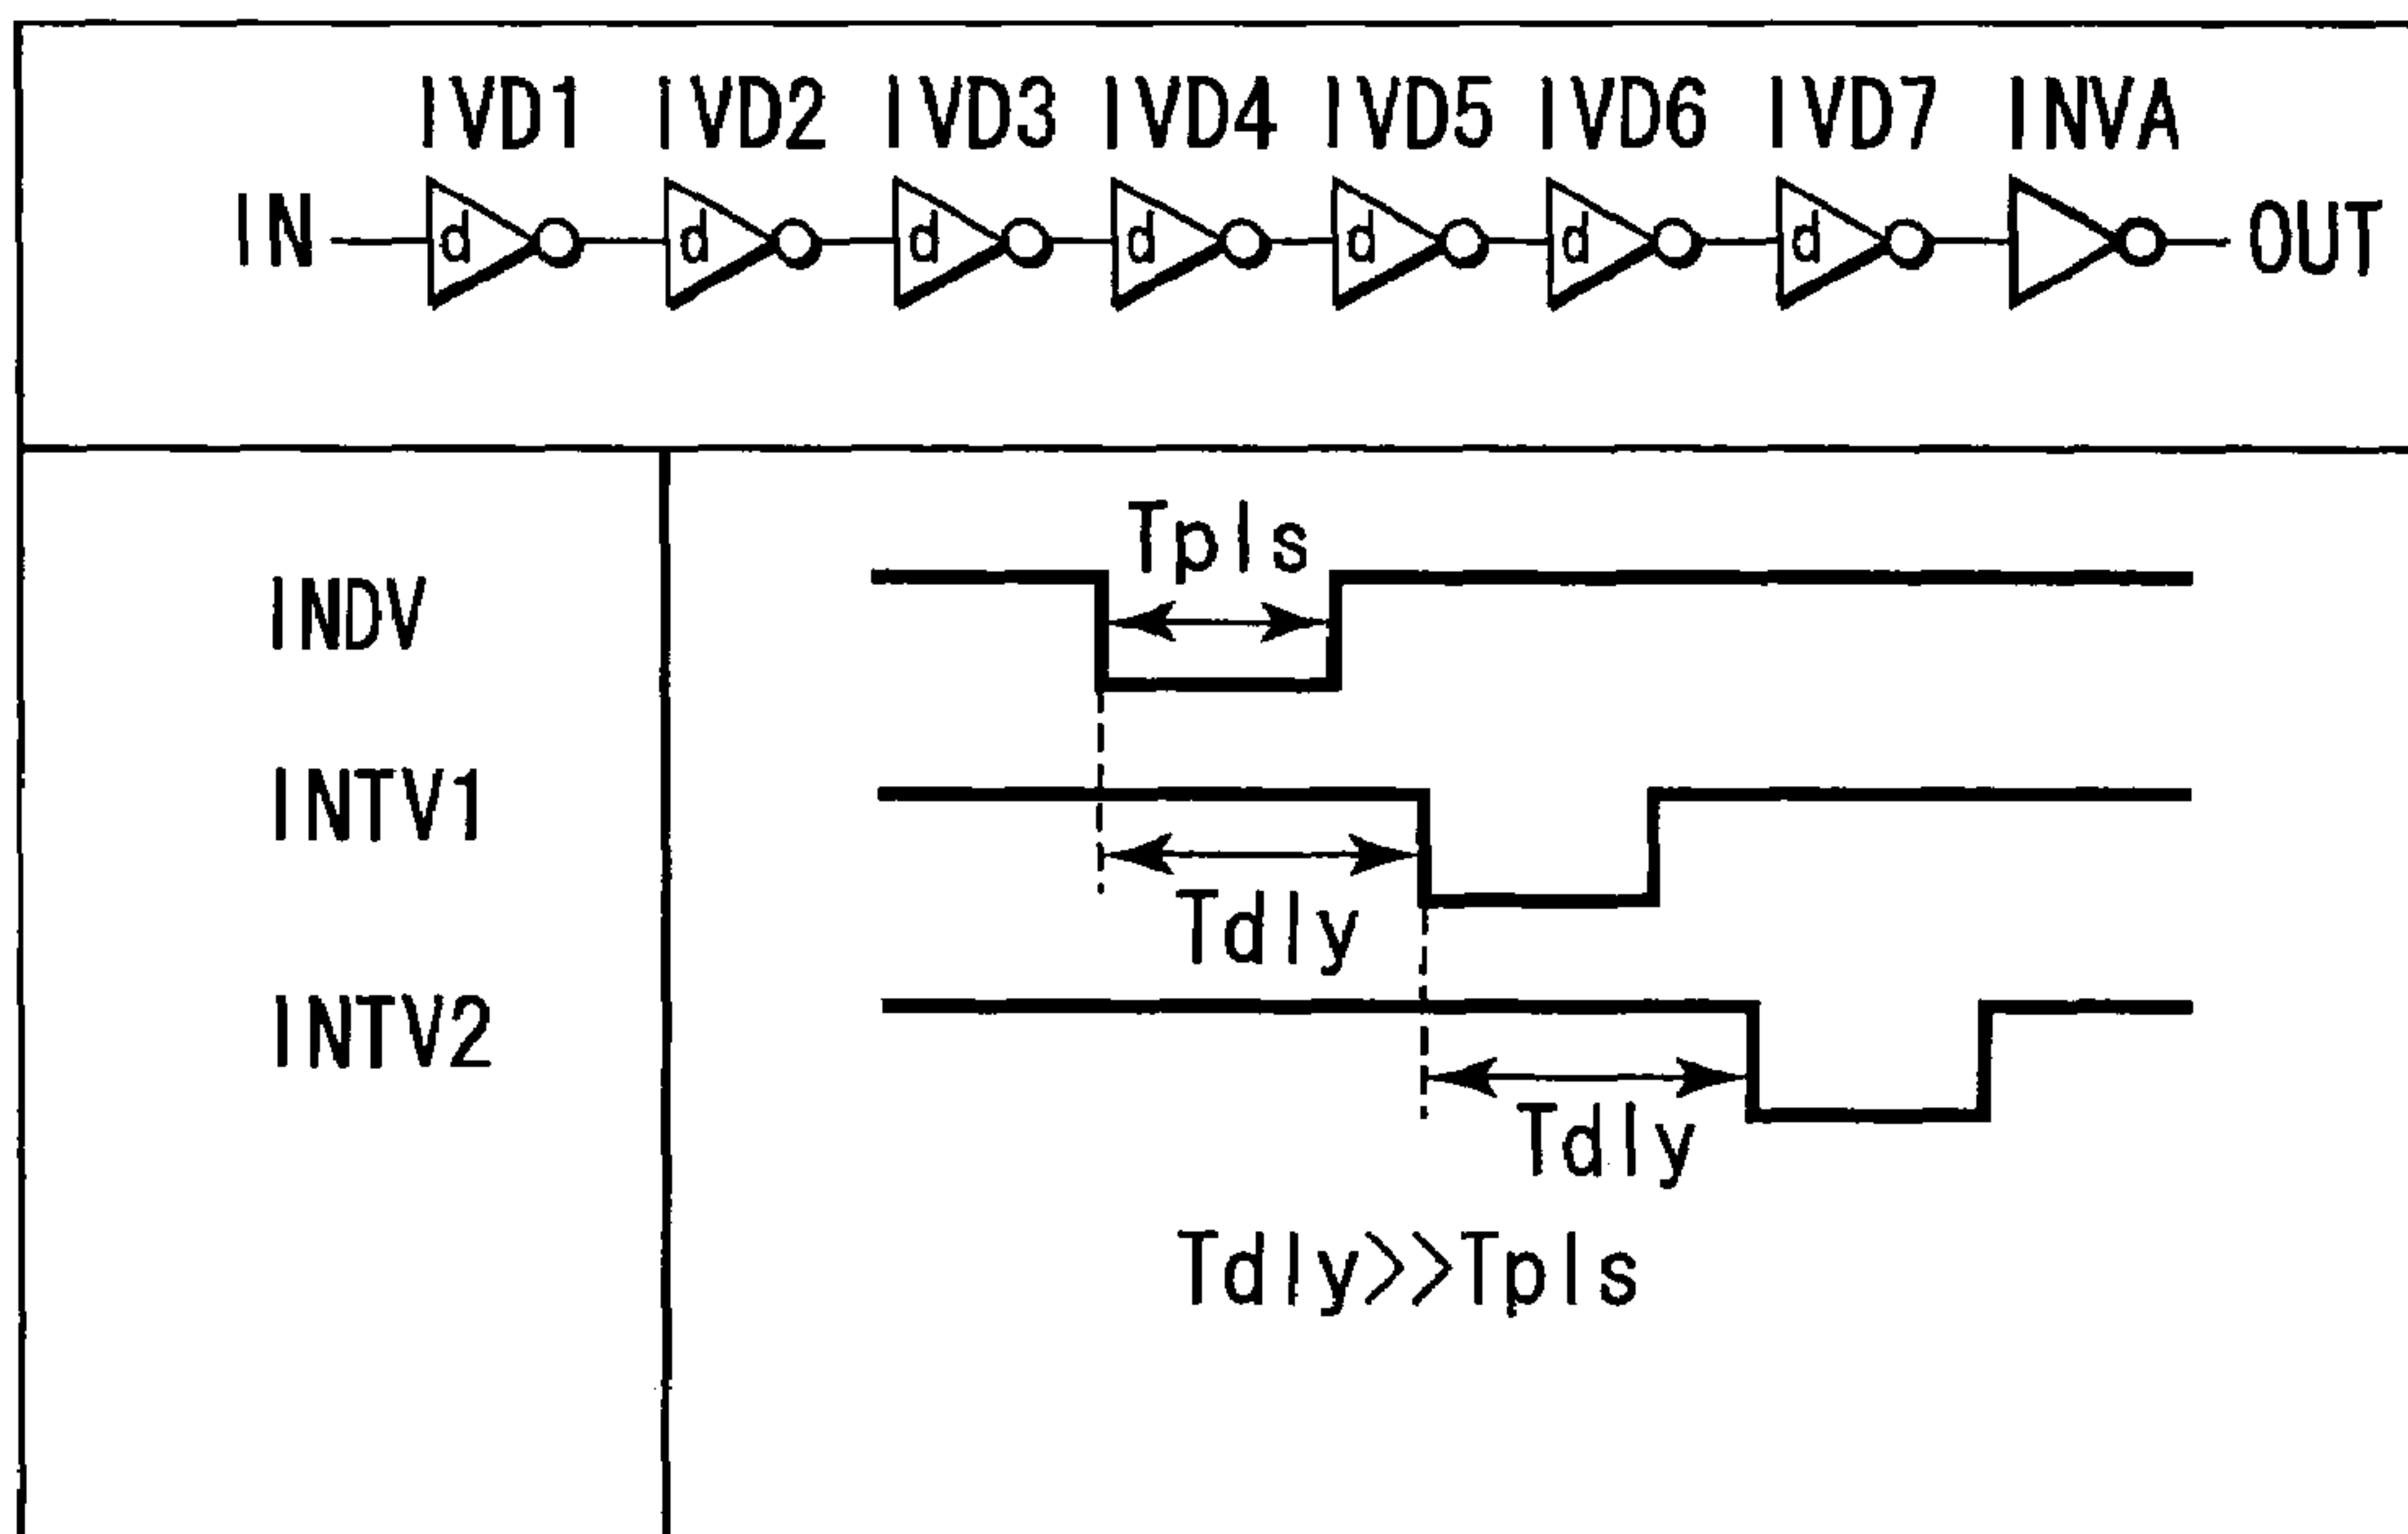 IVD1 IVD2 IVD3 IVD4 IVD5 IVD6 IVD7 INVA
IN d d d d d d d OUT
Tpls
INDV
INTV1
Tdly
INTV2
Tdly
Tdly>>Tpls